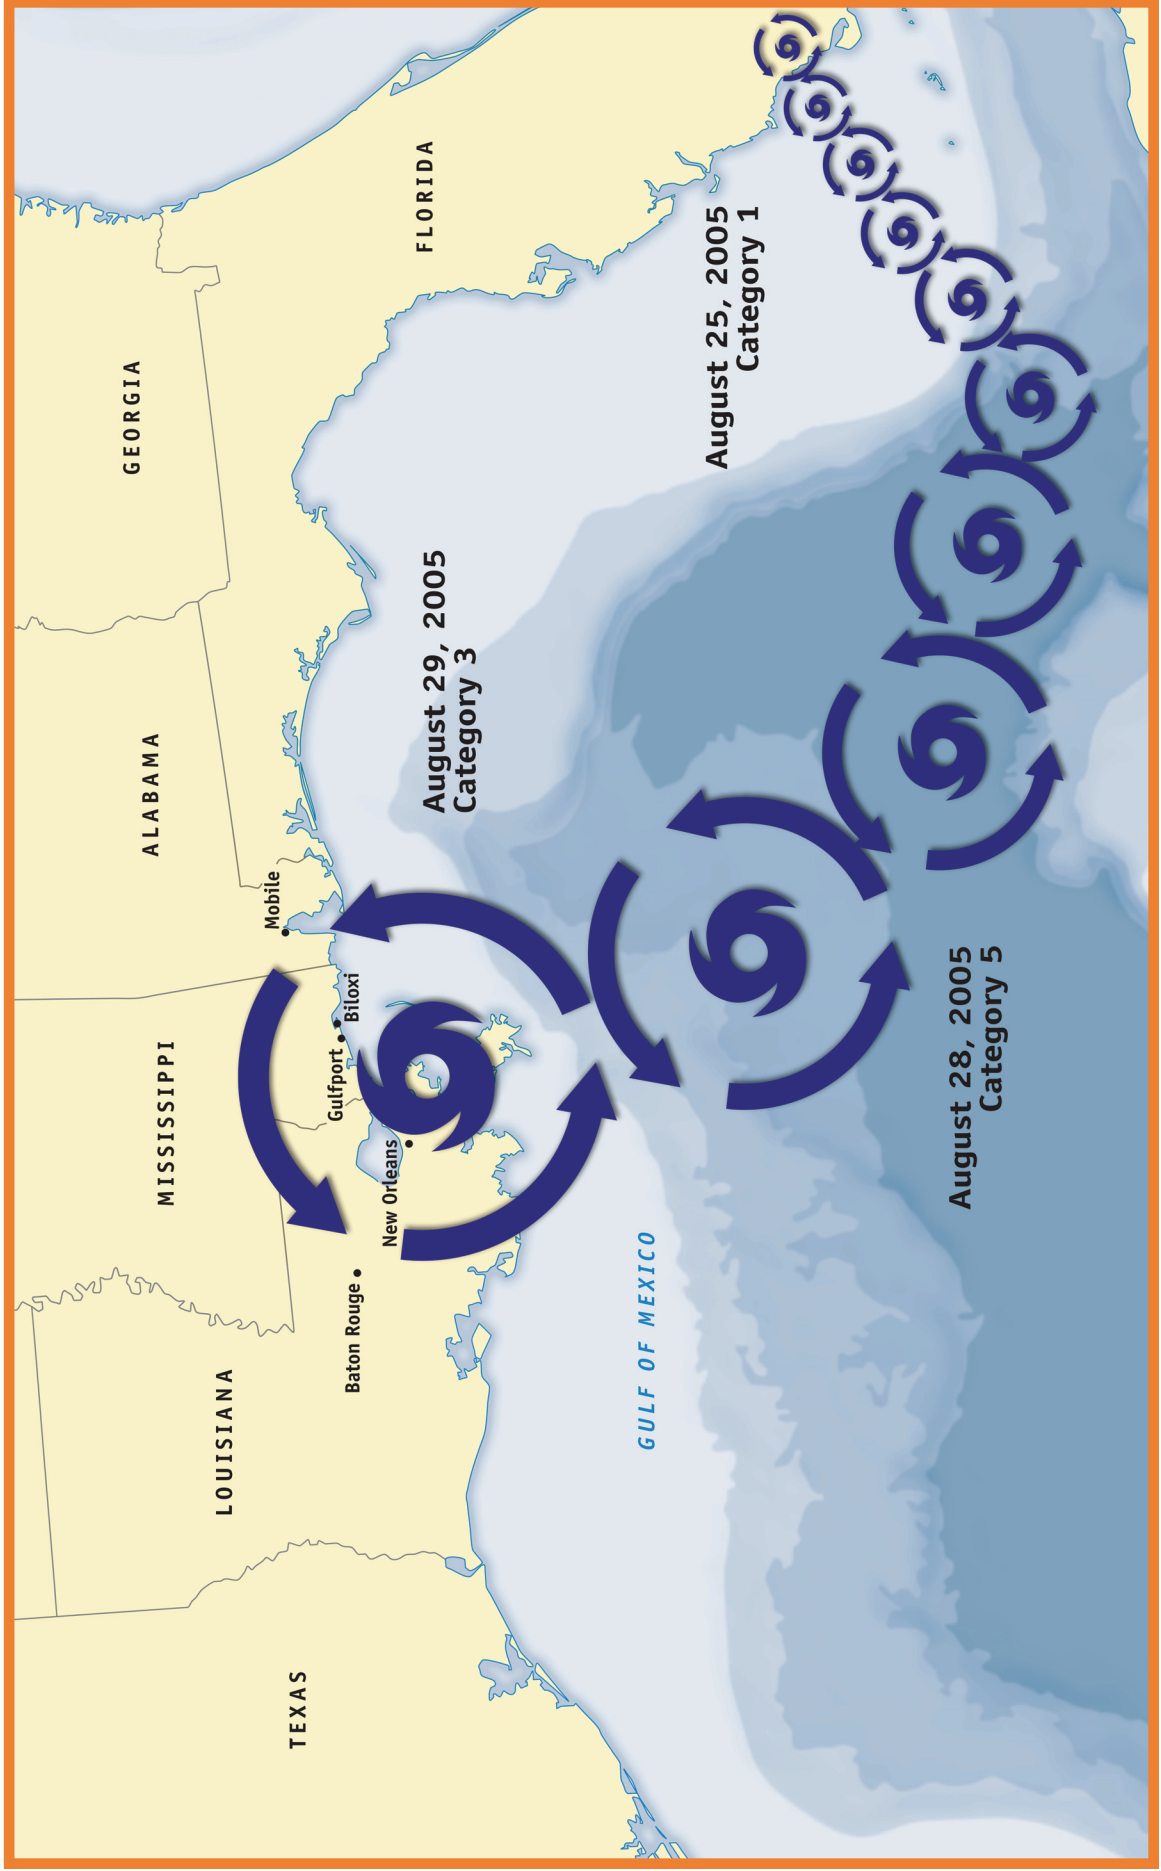 TEXAS
LOUISIANA
MISSISSIPPI
ALABAMA
GEORGIA
FLORIDA
Baton Rouge
New Orleans
Gulfport
Biloxi
Mobile
GULF OF MEXICO
August 29, 2005
Category 3
August 28, 2005
Category 5
August 25, 2005
Category 1